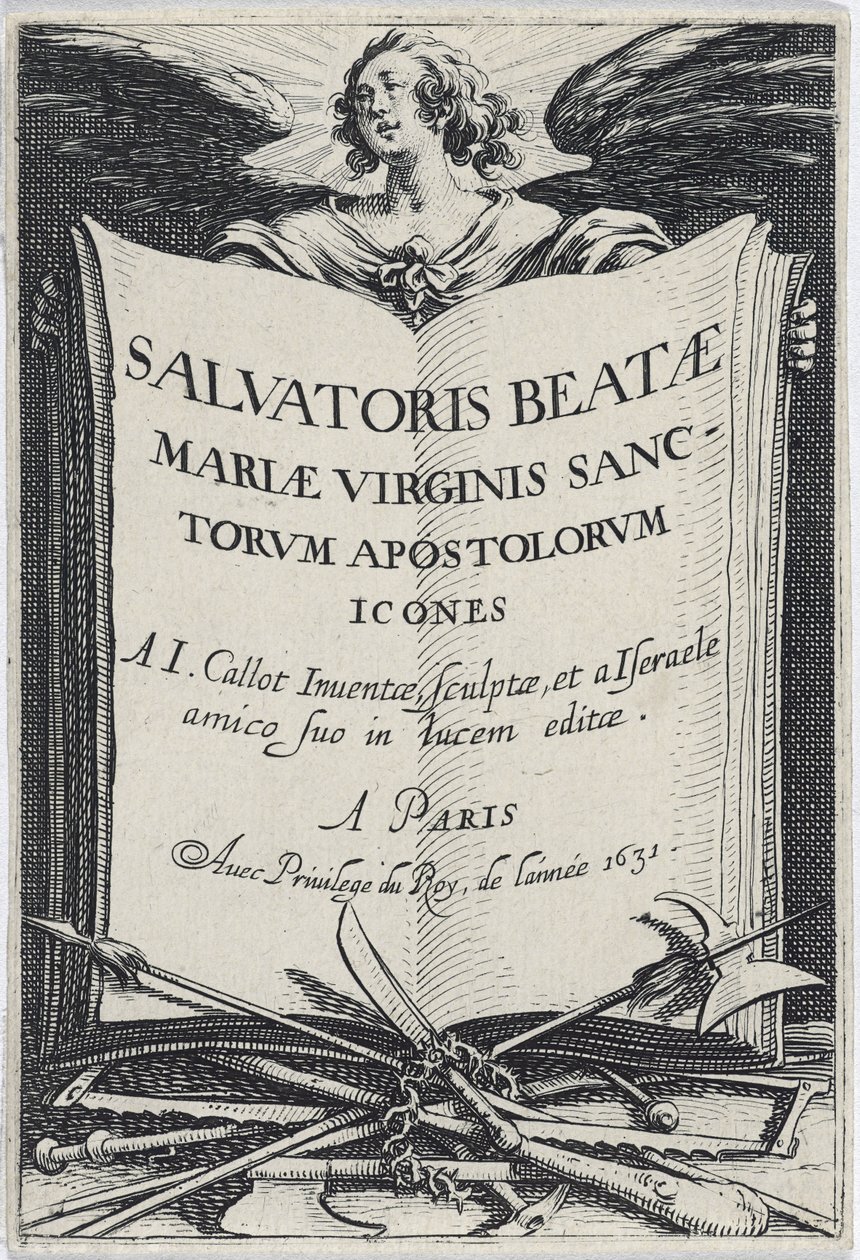 SALVATORIS BEATÆ
MARIÆ VIRGINIS SANC-
TORVM APOSTOLORVM
ICONES
A I. Callot Inuentæ, ſculptæ, et a Iſeraele
amico ſuo in lucem editæ.
A PARIS
Auec Priuilege du Roy, de lánnée 1631.